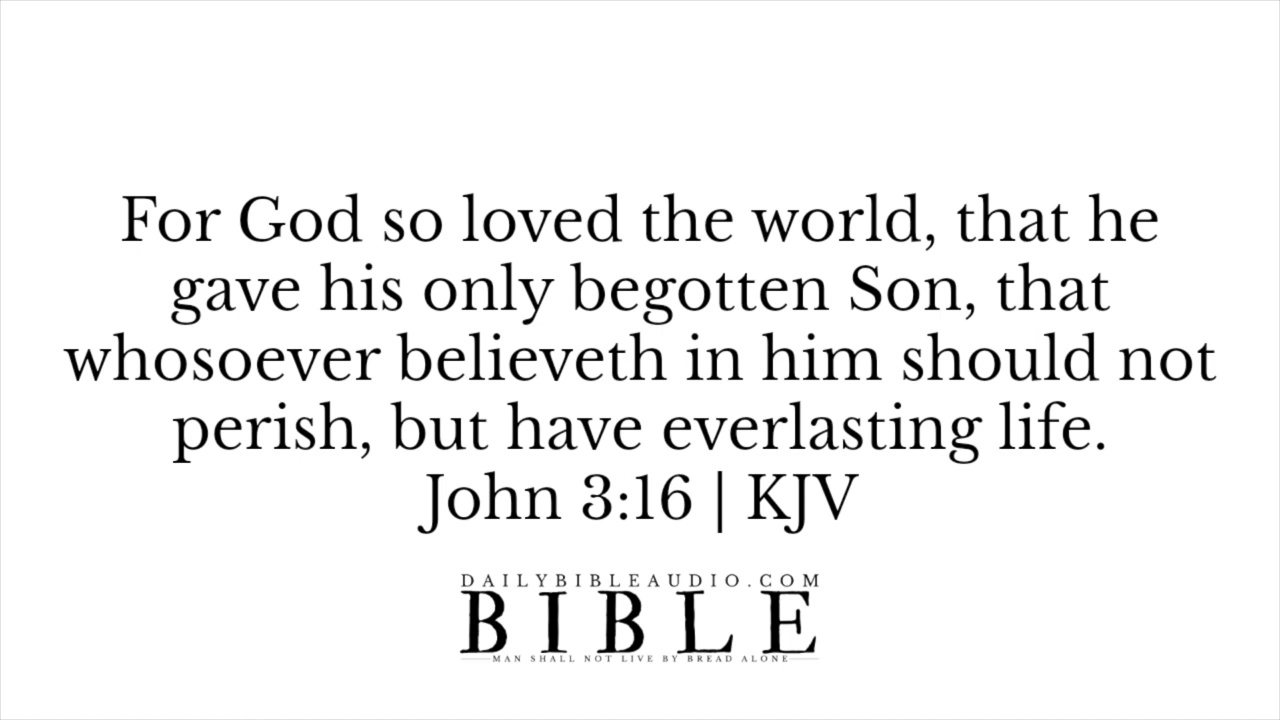 For God so loved the world, that he
gave his only begotten Son, that
whosoever believeth in him should not
perish, but have everlasting life.
John 3:16 | KJV
DAILYBIBLEAUDIO.COM
BIBLE
MAN SHALL NOT LIVE BY BREAD ALONE